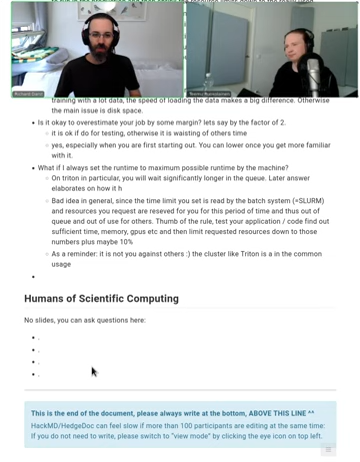 training with a lot data, the speed of loading the data makes a big difference. Otherwise
the main issue is disk space.
Is it okay to overestimate your job by some margin? lets say by the factor of 2.
it is ok if do for testing, otherwise it is waisting of others time
yes, especially when you are first starting out. You can lower once you get more familiar
with it.
What if I always set the runtime to maximum possible runtime by the machine?
On triton in particular, you will wait significantly longer in the queue. Later answer
elaborates on how it h
Bad idea in general, since the time limit you set is read by the batch system (=SLURM)
and resources you request are reseved for you for this period of time and thus out of
queue and out of use for others. Thumb of the rule, test your application / code find out
sufficient time, memory, gpus etc and then limit requested resources down to those
numbers plus maybe 10%
As a reminder: it is not you against others :) the cluster like Triton is a in the common
usage
Humans of Scientific Computing
No slides, you can ask questions here:
.
.
.
.
This is the end of the document, please always write at the bottom, ABOVE THIS LINE ^^
HackMD/HedgeDoc can feel slow if more than 100 participants are editing at the same time:
If you do not need to write, please switch to "view mode" by clicking the eye icon on top left.